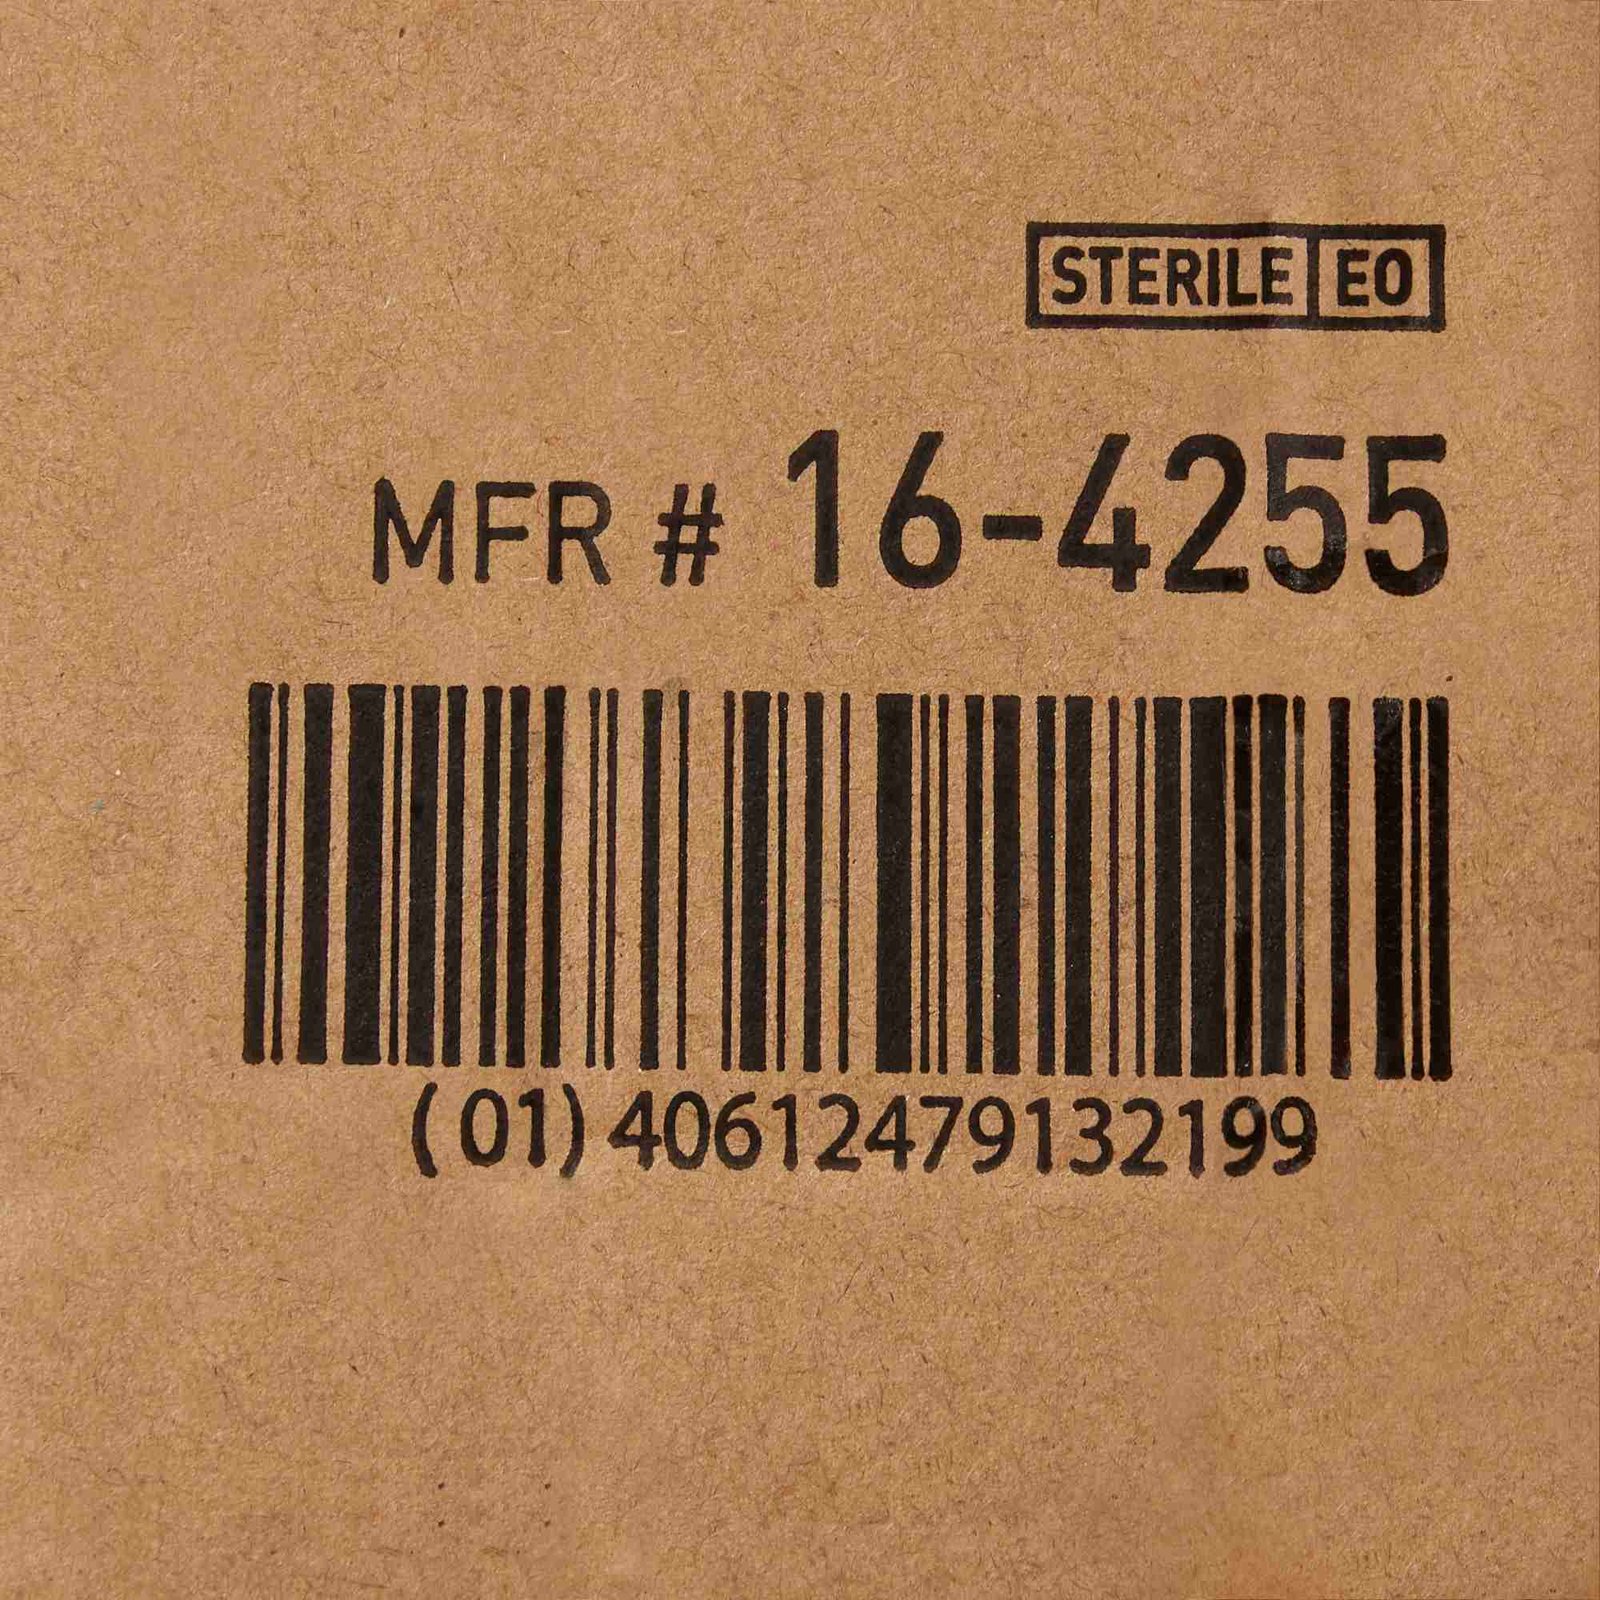 STERILE EO
MFR # 16-4255
(01)40612479132199